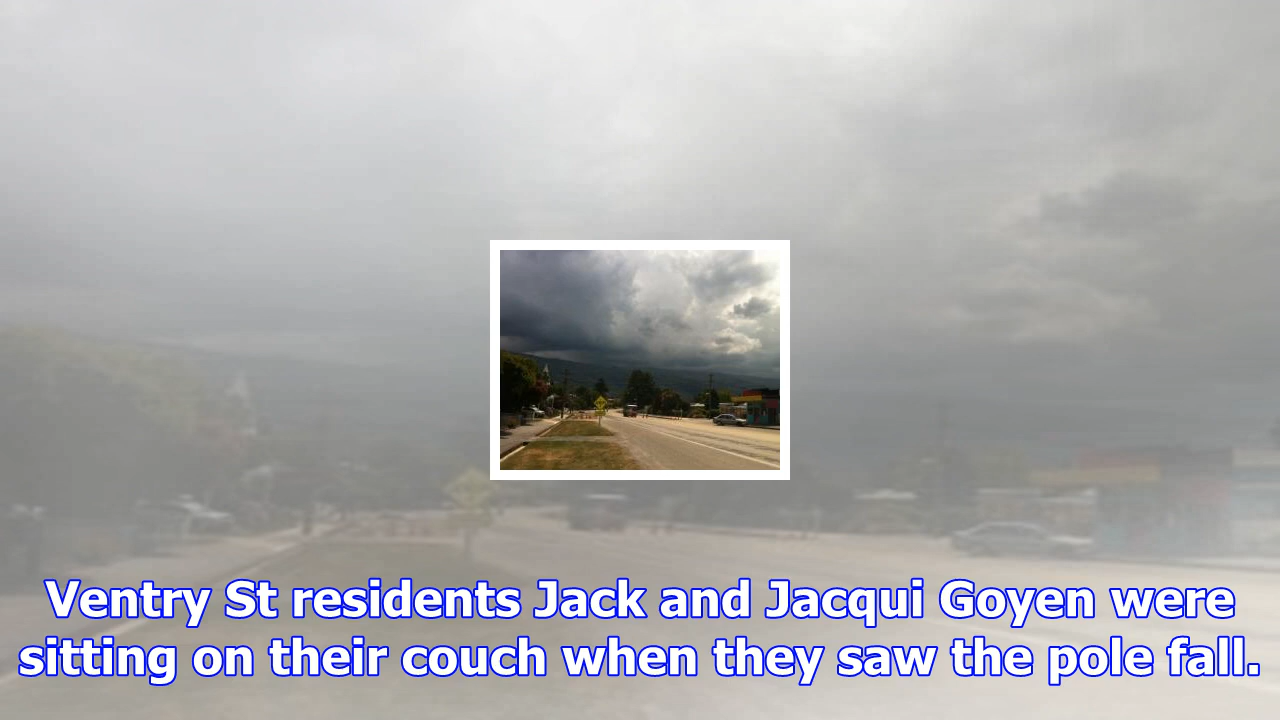 Ventry St residents Jack and Jacqui Goyen were
sitting on their couch when they saw the pole fall.